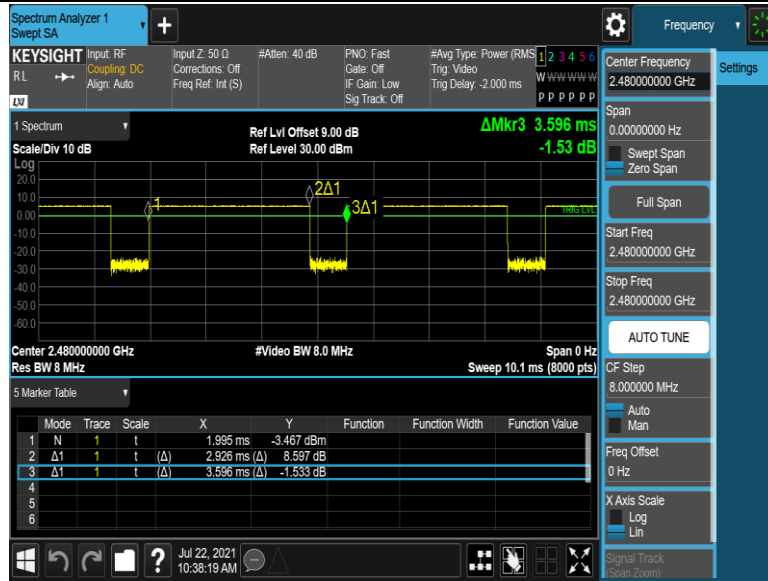 Spectrum Analyzer 1
Swept SA
Frequency
KEYSIGHT
RL
LXI
Input: RF
Coupling: DC
Align: Auto
Input Z: 50 Ω
Corrections: Off
Freq Ref: Int (S)
#Atten: 40 dB
PNO: Fast
Gate: Off
IF Gain: Low
Sig Track: Off
#Avg Type: Power (RMS
Trig: Video
Trig Delay: -2.000 ms
1 2 3 4 5 6
W W W W W W
P P P P P P
1 Spectrum
Scale/Div 10 dB
Ref Lvl Offset 9.00 dB
Ref Level 30.00 dBm
ΔMkr3 3.596 ms
-1.53 dB
Log
20.0
10.0
0.00
-10.0
-20.0
-30.0
-40.0
-50.0
-60.0
1
2Δ1
3Δ1
TRIG LVL
Center 2.480000000 GHz
Res BW 8 MHz
#Video BW 8.0 MHz
Span 0 Hz
Sweep 10.1 ms (8000 pts)
5 Marker Table
Mode Trace Scale X Y Function Function Width Function Value
1 N 1 t 1.995 ms -3.467 dBm
2 Δ1 1 t (Δ) 2.926 ms (Δ) 8.597 dB
3 Δ1 1 t (Δ) 3.596 ms (Δ) -1.533 dB
4
5
6
Jul 22, 2021
10:38:19 AM
Center Frequency
2.480000000 GHz
Span
0.00000000 Hz
Swept Span
Zero Span
Full Span
Start Freq
2.480000000 GHz
Stop Freq
2.480000000 GHz
AUTO TUNE
CF Step
8.000000 MHz
Auto
Man
Freq Offset
0 Hz
X Axis Scale
Log
Lin
Signal Track
(Span Zoom)
Settings